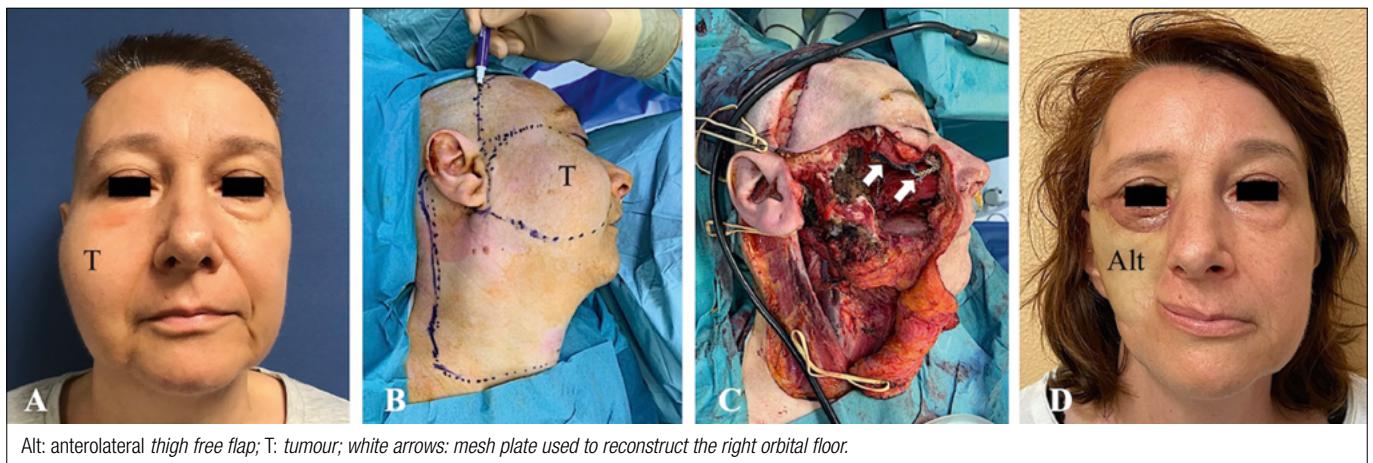 T
A
T
B
C
Alt
D
Alt: anterolateral thigh free flap; T: tumour; white arrows: mesh plate used to reconstruct the right orbital floor.